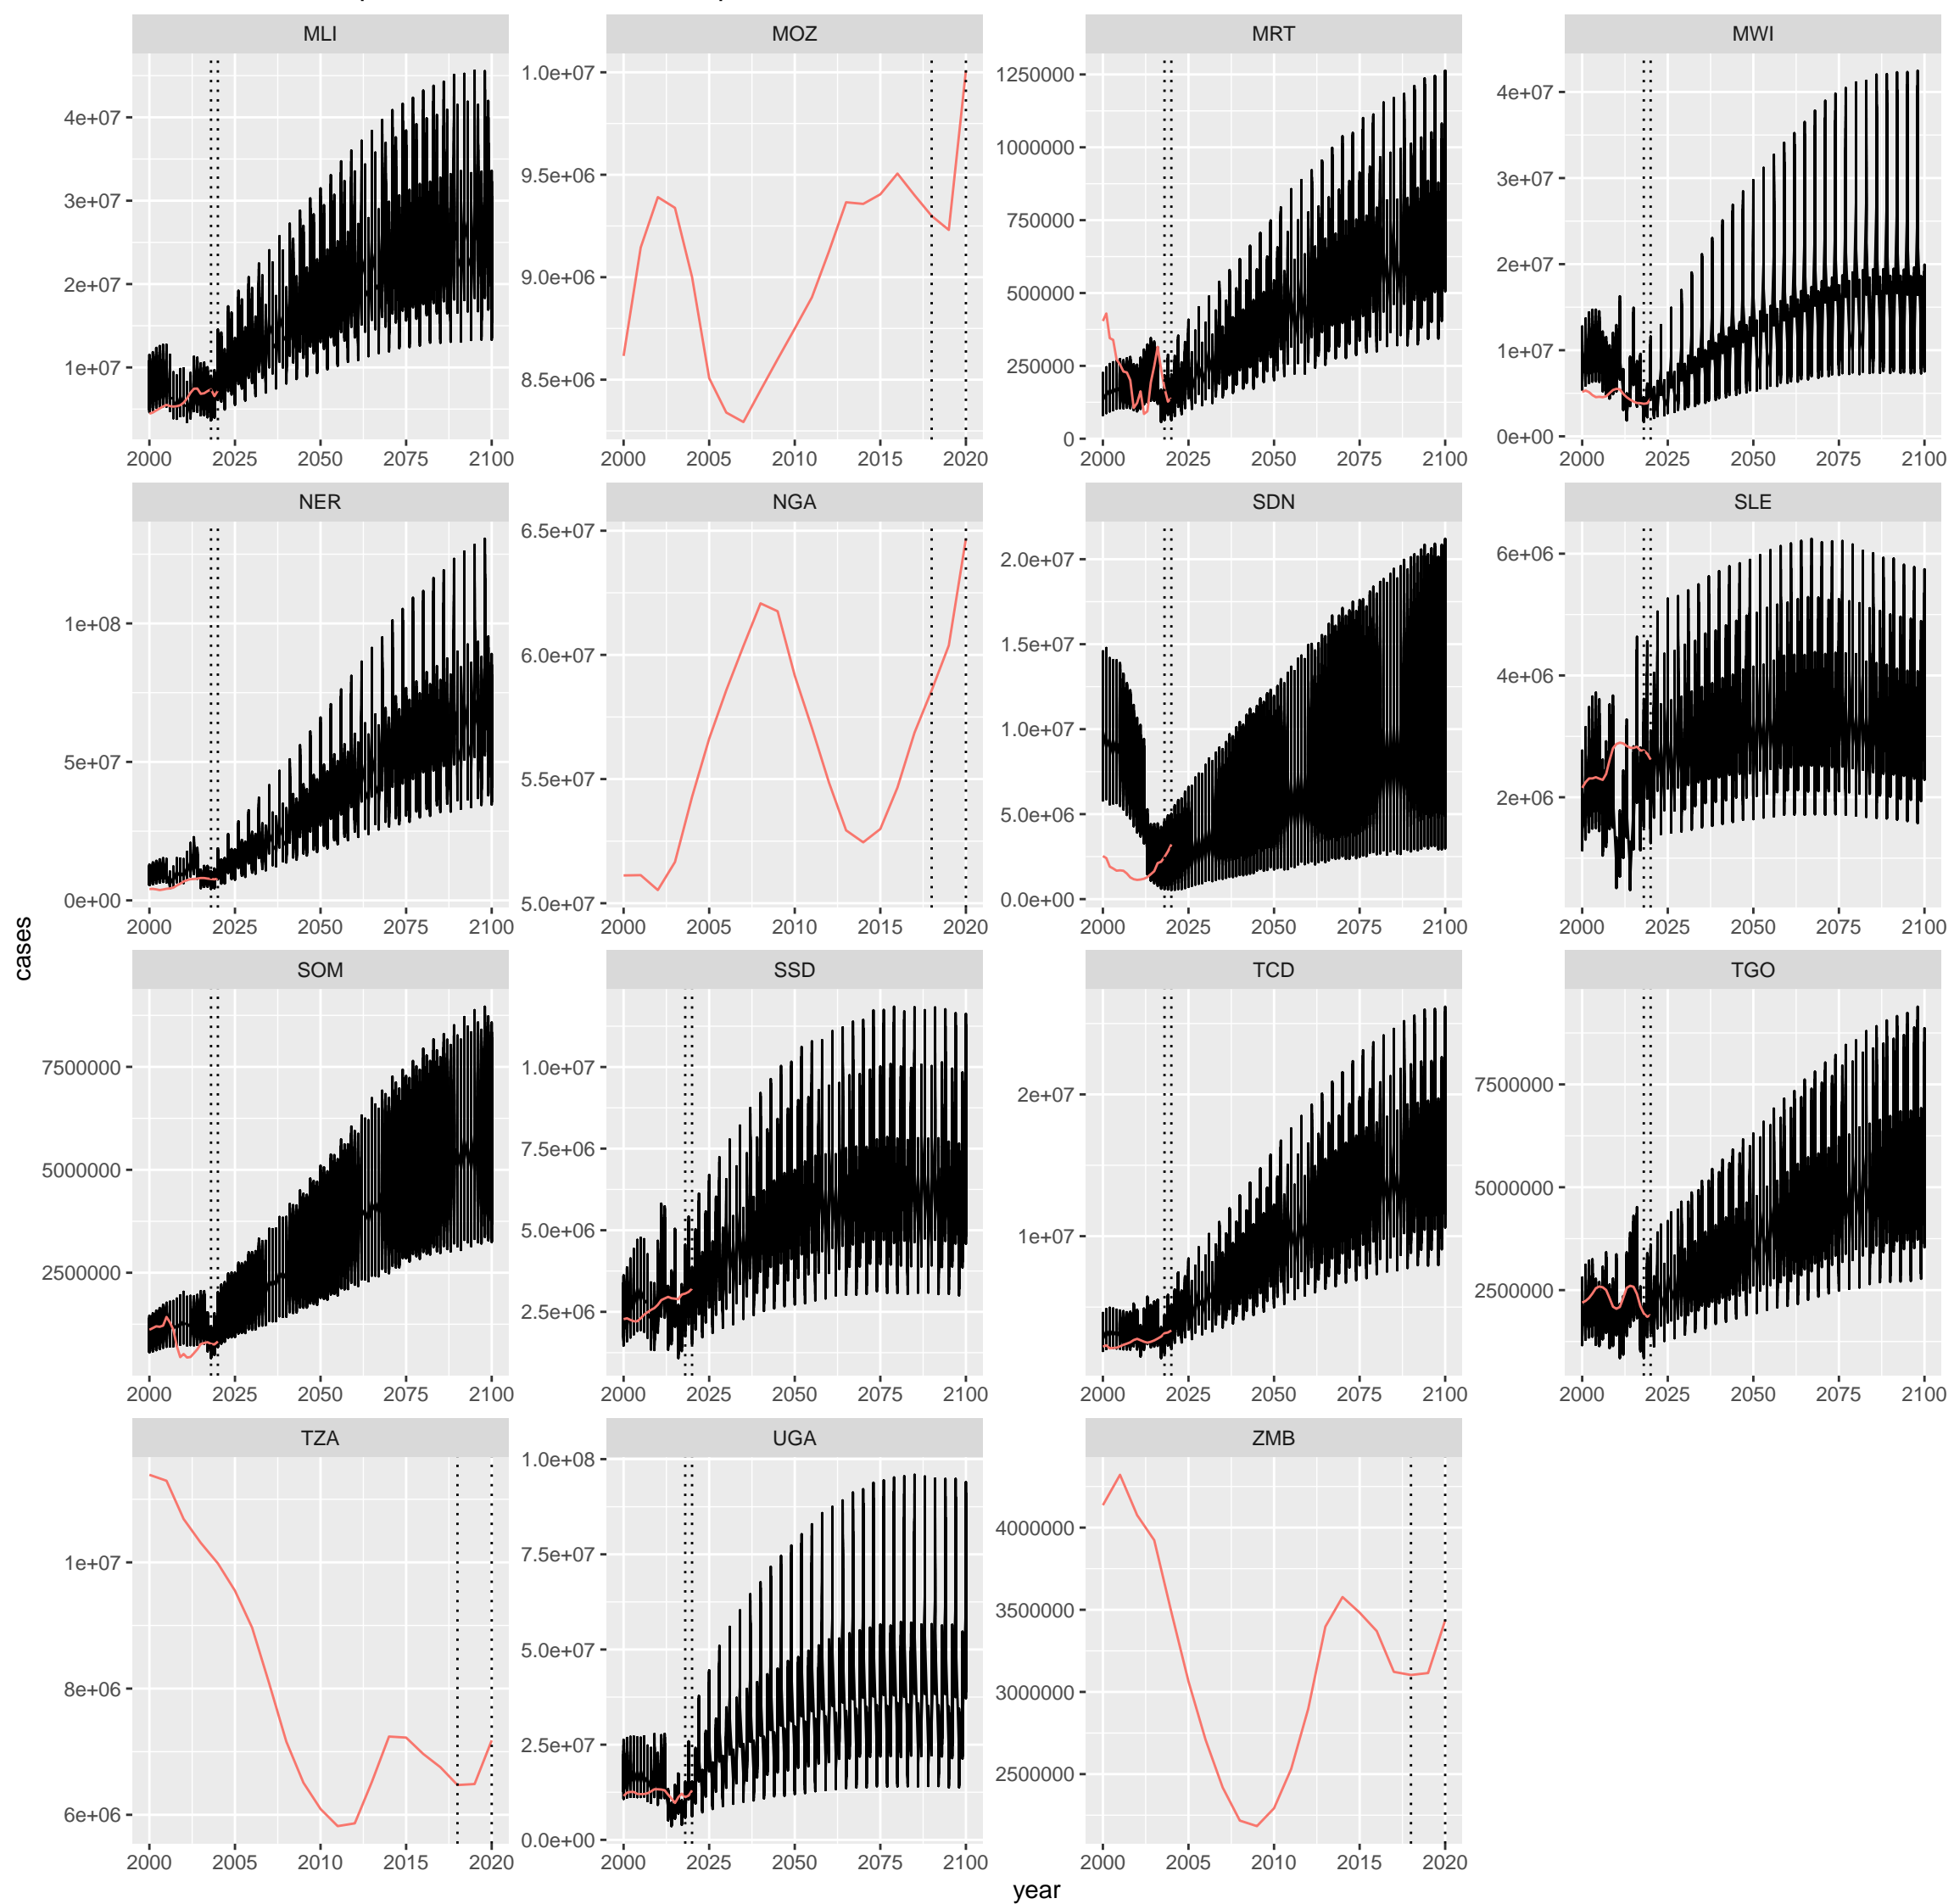 MLI MOZ MRT MWI
4e+07 3e+07 2e+07 1e+07
1.0e+07 9.5e+06 9.0e+06 8.5e+06
1250000 1000000 750000 500000 250000 0
4e+07 3e+07 2e+07 1e+07 0e+00
2000 2025 2050 2075 2100 2000 2005 2010 2015 2020 2000 2025 2050 2075 2100 2000 2025 2050 2075 2100
NER NGA SDN SLE
1e+08 5e+07 0e+00
6.5e+07 6.0e+07 5.5e+07 5.0e+07
2.0e+07 1.5e+07 1.0e+07 5.0e+06 0.0e+00
6e+06 4e+06 2e+06
2000 2025 2050 2075 2100 2000 2005 2010 2015 2020 2000 2025 2050 2075 2100 2000 2025 2050 2075 2100
cases
SOM SSD TCD TGO
7500000 5000000 2500000
1.0e+07 7.5e+06 5.0e+06 2.5e+06
2e+07 1e+07
7500000 5000000 2500000
2000 2025 2050 2075 2100 2000 2025 2050 2075 2100 2000 2025 2050 2075 2100 2000 2025 2050 2075 2100
TZA UGA ZMB
1e+07 8e+06 6e+06
1.0e+08 7.5e+07 5.0e+07 2.5e+07 0.0e+00
4000000 3500000 3000000 2500000
2000 2005 2010 2015 2020 2000 2025 2050 2075 2100 2000 2005 2010 2015 2020
year